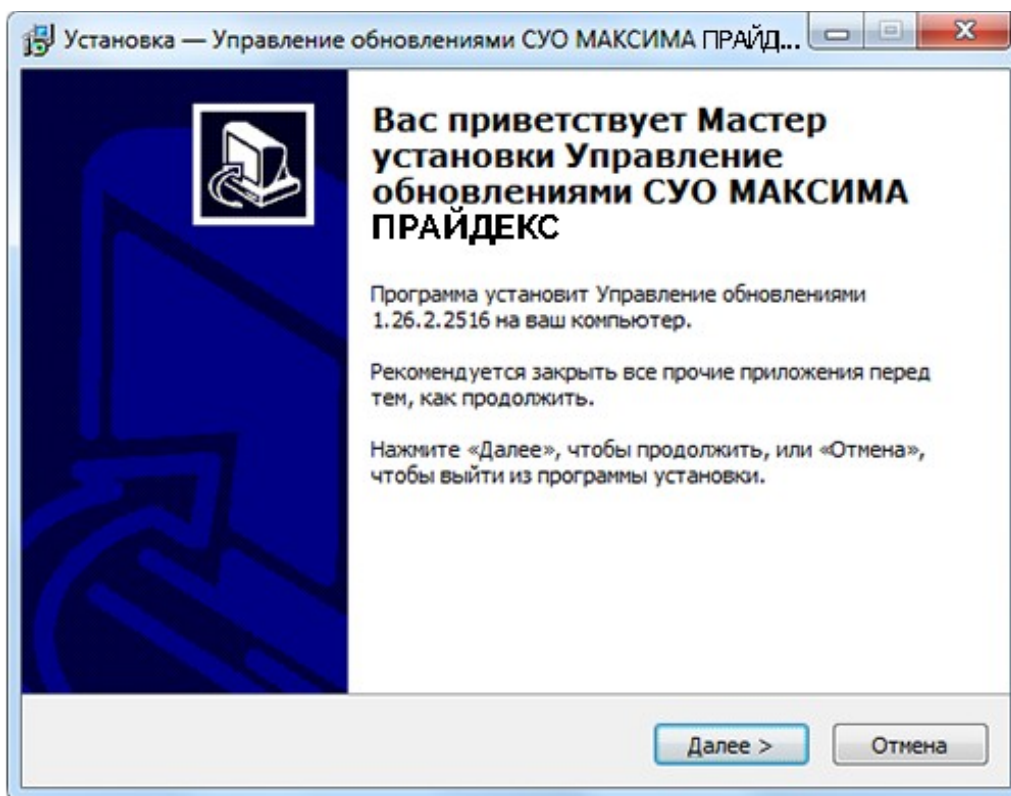 Установка — Управление обновлениями СУО МАКСИМА ПРАЙД...
Вас приветствует Мастер
установки Управление
обновлениями СУО МАКСИМА
ПРАЙДЕКС
Программа установит Управление обновлениями
1.26.2.2516 на ваш компьютер.
Рекомендуется закрыть все прочие приложения перед
тем, как продолжить.
Нажмите «Далее», чтобы продолжить, или «Отмена»,
чтобы выйти из программы установки.
Далее >
Отмена